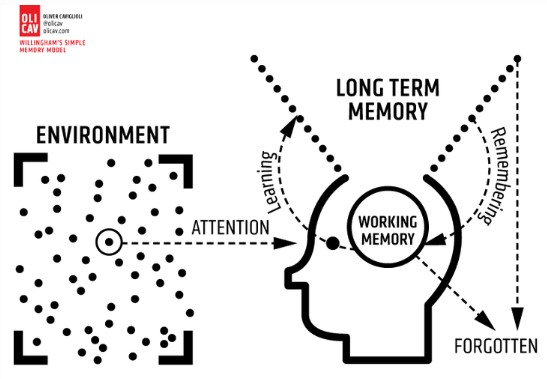 OLI
CAV
OLIVER CAVIGLIOLI
@olicav
olicav.com
WILLINGHAM'S SIMPLE
MEMORY MODEL
ENVIRONMENT
LONG TERM
MEMORY
Learning
Remembering
ATTENTION
WORKING
MEMORY
FORGOTTEN